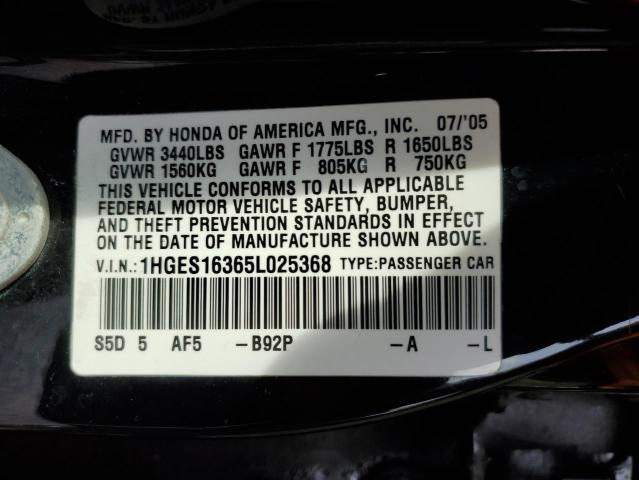 MFD. BY HONDA OF AMERICA MFG., INC. 07/'05
GVWR 3440LBS GAWR F 1775LBS R 1650LBS
GVWR 1560KG GAWR F 805KG R 750KG
THIS VEHICLE CONFORMS TO ALL APPLICABLE
FEDERAL MOTOR VEHICLE SAFETY, BUMPER,
AND THEFT PREVENTION STANDARDS IN EFFECT
ON THE DATE OF MANUFACTURE SHOWN ABOVE.
V.I.N.: 1HGES16365L025368 TYPE:PASSENGER CAR
S5D 5 AF5 -B92P -A -L